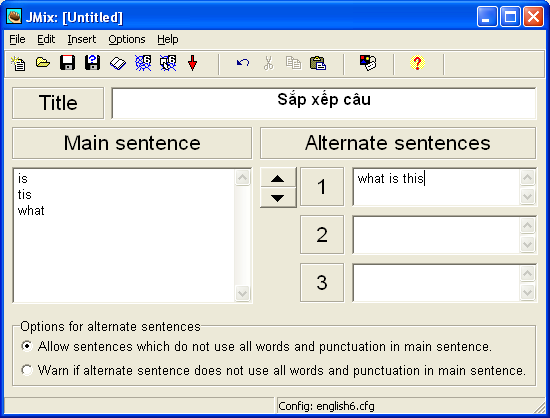 JMix: [Untitled]
File Edit Insert Options Help
Title
Sắp xếp câu
Main sentence
Alternate sentences
is
tis
what
1
what is this
2
3
Options for alternate sentences
Allow sentences which do not use all words and punctuation in main sentence.
Warn if alternate sentence does not use all words and punctuation in main sentence.
Config: english6.cfg